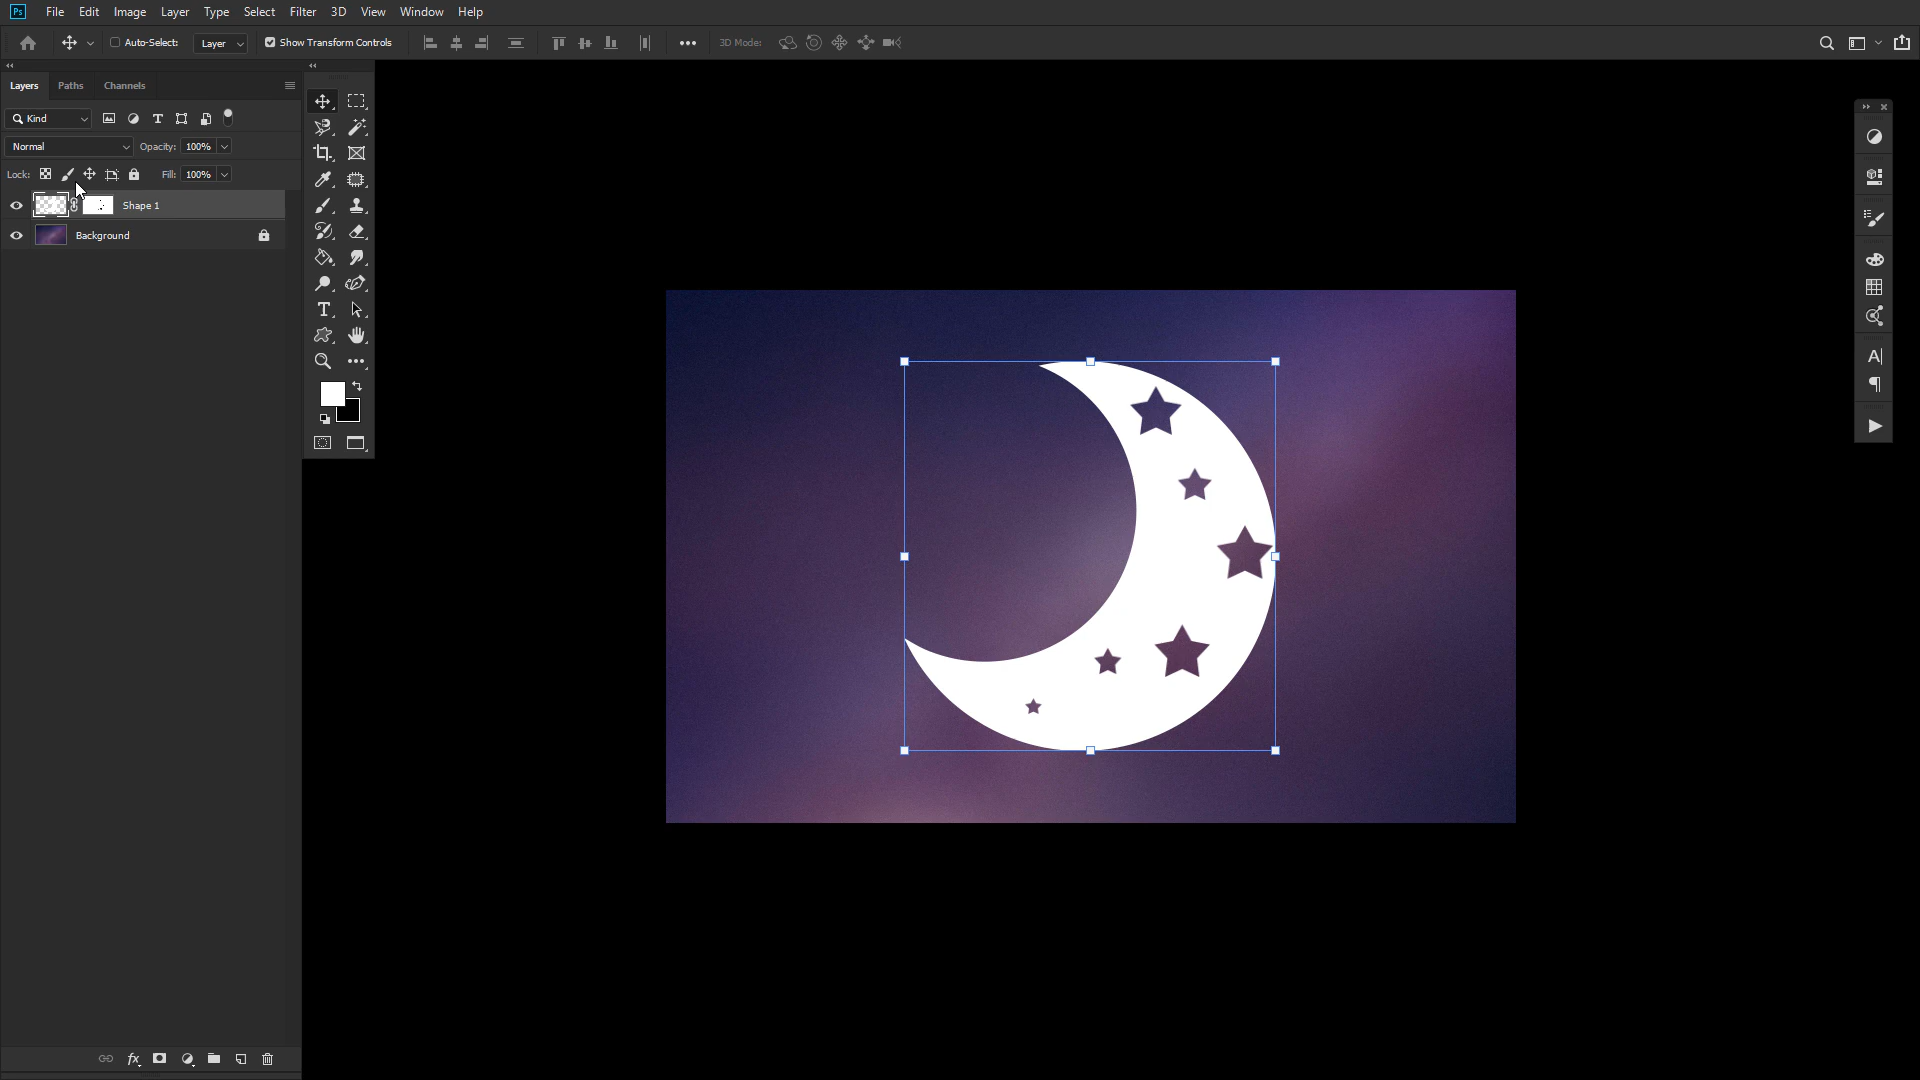 Ps File Edit Image Layer Type Select Filter 3D View Window Help
Auto-Select: Layer Show Transform Controls 3D Mode:
Layers Paths Channels
Kind
Normal Opacity: 100%
Lock: Fill: 100%
Shape 1
Background